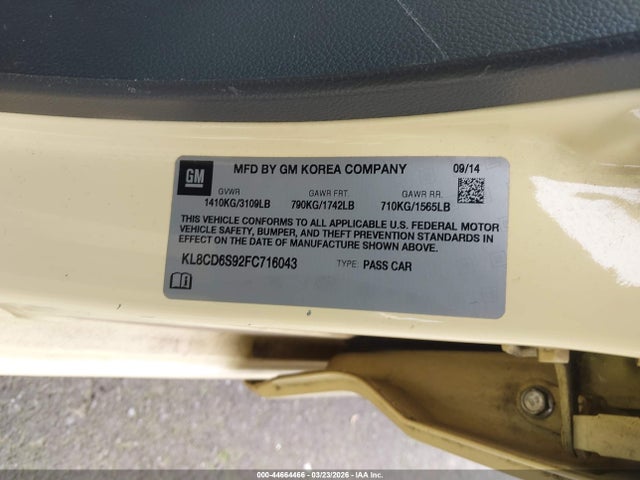 GM
MFD BY GM KOREA COMPANY 09/14
GVWR GAWR FRT. GAWR RR.
1410KG/3109LB 790KG/1742LB 710KG/1565LB
THIS VEHICLE CONFORMS TO ALL APPLICABLE U.S. FEDERAL MOTOR
VEHICLE SAFETY, BUMPER, AND THEFT PREVENTION STANDARDS IN
EFFECT ON THE DATE OF MANUFACTURE SHOWN ABOVE.
KL8CD6S92FC716043 TYPE: PASS CAR
000-44664466 | 03/23/2026 | IAA Inc.